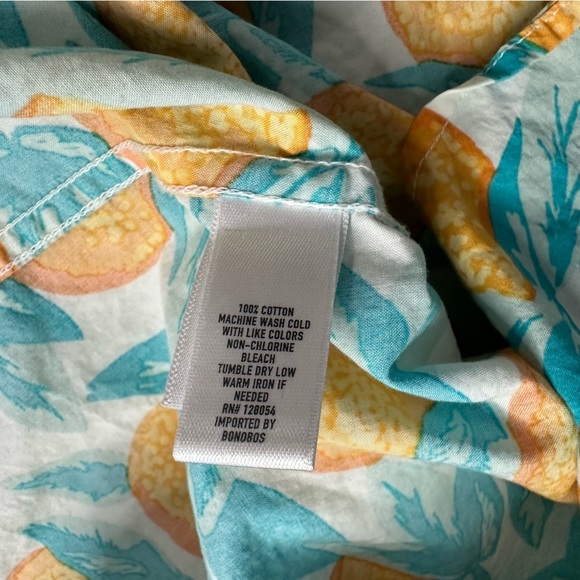 100% COTTON
MACHINE WASH COLD
WITH LIKE COLORS
NON-CHLORINE
BLEACH
TUMBLE DRY LOW
WARM IRON IF
NEEDED
RN# 128054
IMPORTED BY
BONOBOS